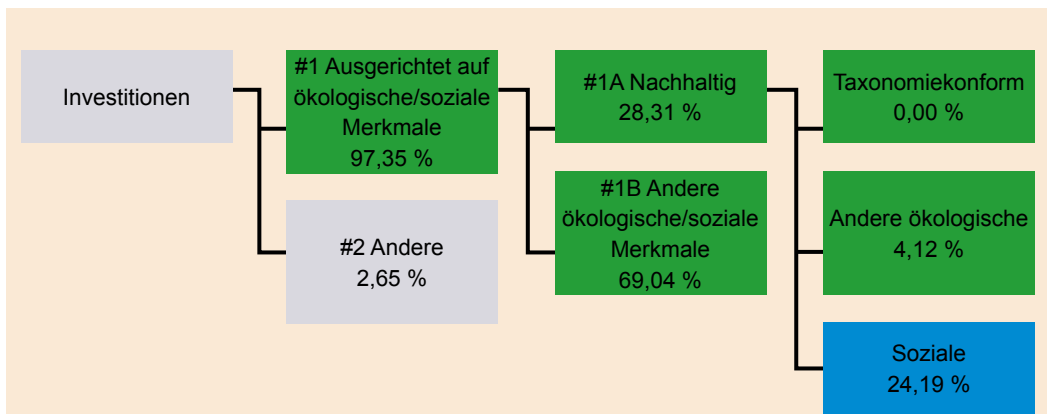 Investitionen
#1 Ausgerichtet auf
ökologische/soziale
Merkmale
97,35 %
#2 Andere
2,65 %
#1A Nachhaltig
28,31 %
#1B Andere
ökologische/soziale
Merkmale
69,04 %
Taxonomiekonform
0,00 %
Andere ökologische
4,12 %
Soziale
24,19 %